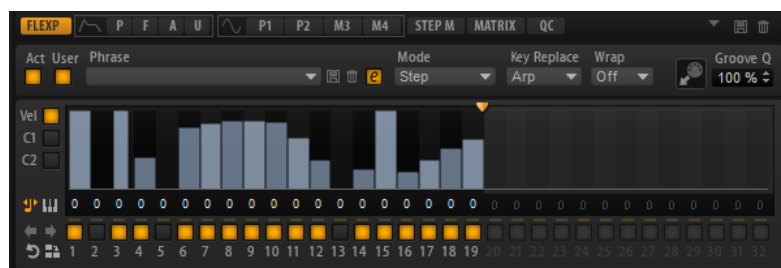 FLEXP P F A U P1 P2 M3 M4 STEP M MATRIX QC
Act User Phrase Mode Key Replace Wrap Groove Q
e Step Arp Off 100 %
Vel
C1
C2
0 0 0 0 0 0 0 0 0 0 0 0 0 0 0 0 0 0 0 0 0 0 0 0 0 0 0 0 0 0 0 0
1 2 3 4 5 6 7 8 9 10 11 12 13 14 15 16 17 18 19 20 21 22 23 24 25 26 27 28 29 30 31 32